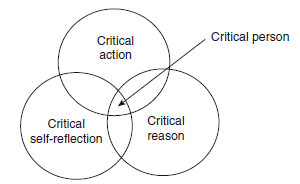 Critical
action
Critical person
Critical
self-reflection
Critical
reason